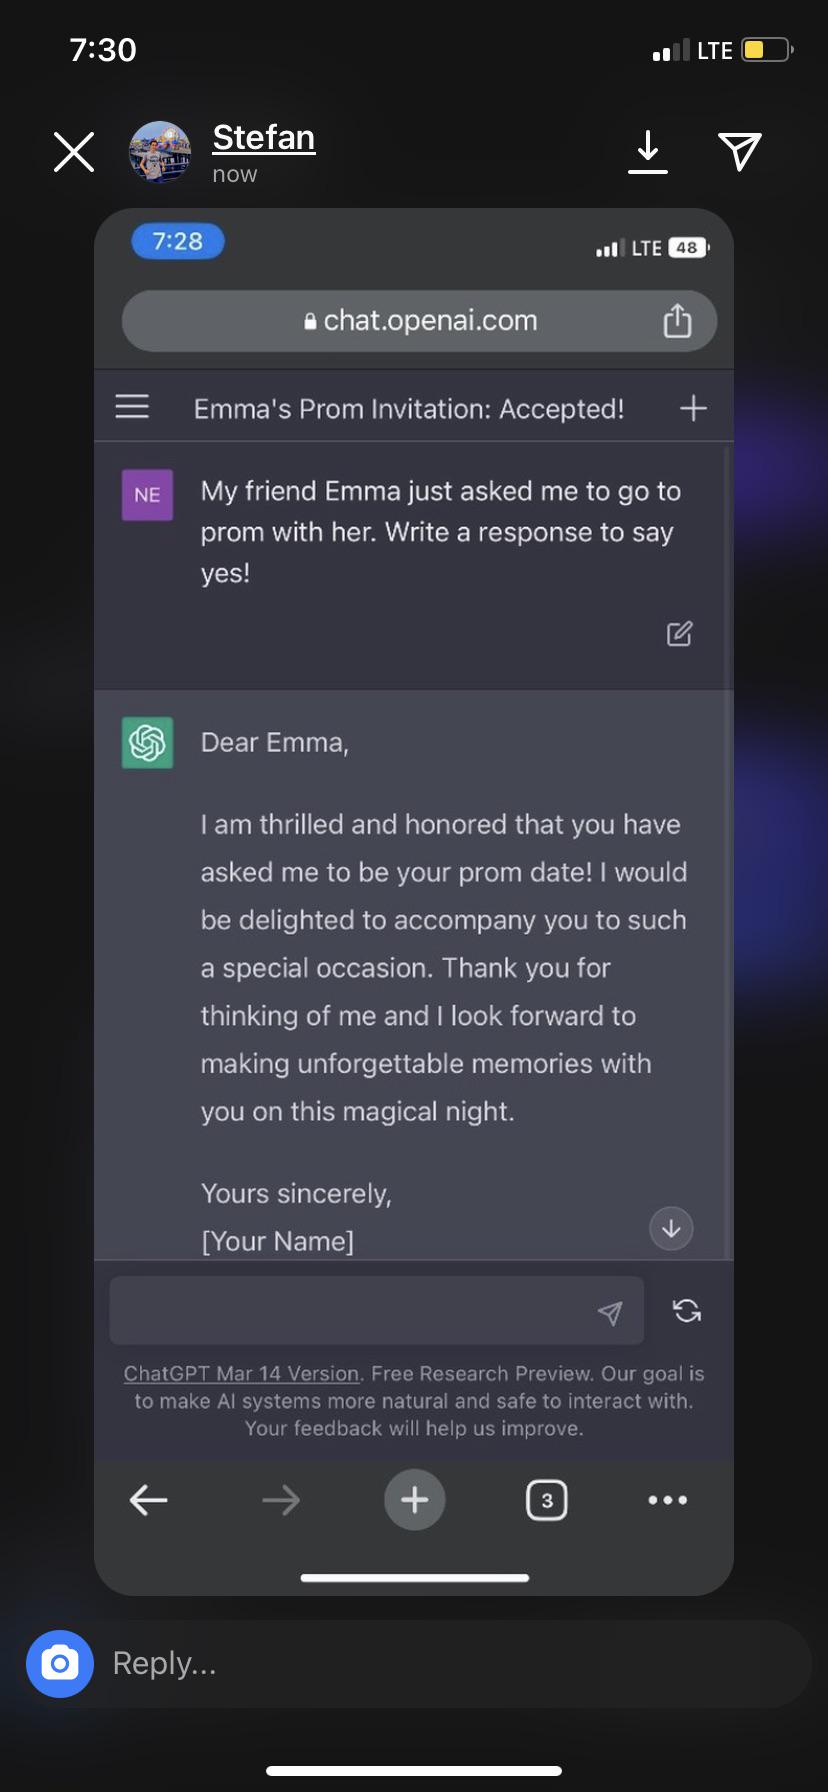 7:30
LTE
Stefan
now
7:28
LTE 48
chat.openai.com
Emma's Prom Invitation: Accepted!
NE
My friend Emma just asked me to go to
prom with her. Write a response to say
yes!
Dear Emma,
I am thrilled and honored that you have
asked me to be your prom date! I would
be delighted to accompany you to such
a special occasion. Thank you for
thinking of me and I look forward to
making unforgettable memories with
you on this magical night.
Yours sincerely,
[Your Name]
ChatGPT Mar 14 Version. Free Research Preview. Our goal is
to make AI systems more natural and safe to interact with.
Your feedback will help us improve.
3
Reply...